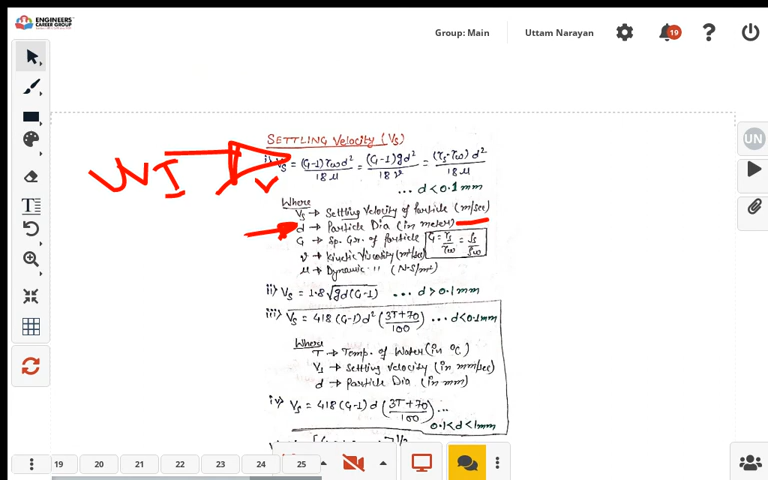 ENGINEERS
CAREER GROUP
Group: Main
Uttam Narayan
19
UN
SETTLING Velocity (Vs)
VVI
i) Vs = (G-1)γw d² / 18 μ = (G-1)gd² / 18 ν = (γs-γw) d² / 18 μ
... d < 0.1 mm
Where
Vs → Settling Velocity of Particle (m/sec)
d → Particle Dia (in meter)
G → Sp. Gr. of particle G = γs/γw = ρs/ρw
ν → Kinetic Viscosity (m²/sec)
μ → Dynamic " (N-S/m²)
ii) Vs = 1.8 √gd(G-1) ... d > 0.1 mm
iii) Vs = 418 (G-1) d² (3T+70 / 100) ... d < 0.1 mm
Where
T → Temp. of Water (in °C)
Vs → Settling Velocity (in mm/sec)
d → Particle Dia (in mm)
iv) Vs = 418 (G-1) d (3T+70 / 100) ...
0.1 < d < 1 mm
19 20 21 22 23 24 25